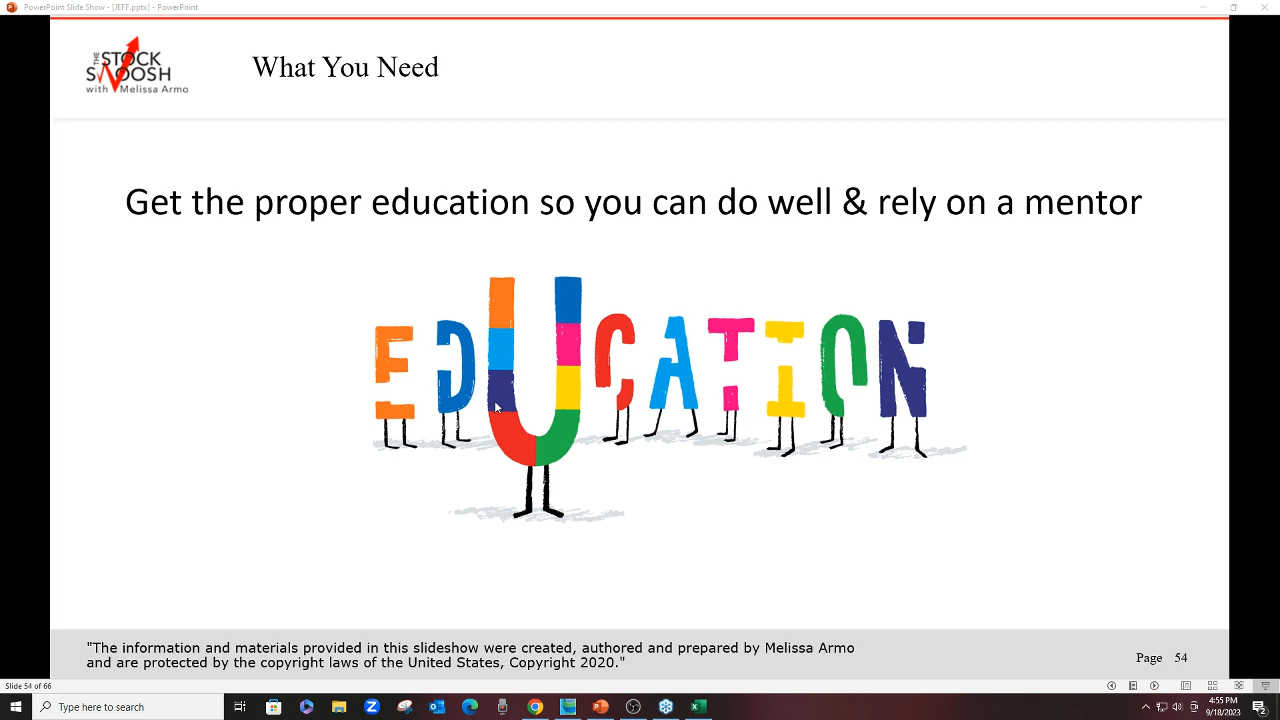 PowerPoint Slide Show - [JEFF.pptx] - PowerPoint
THE STOCK
SWOOSH
with Melissa Armo
What You Need
Get the proper education so you can do well & rely on a mentor
EDUCATION
"The information and materials provided in this slideshow were created, authored and prepared by Melissa Armo
and are protected by the copyright laws of the United States, Copyright 2020."
Page 54
Slide 54 of 66
Type here to search
4:55 PM
9/18/2023
2